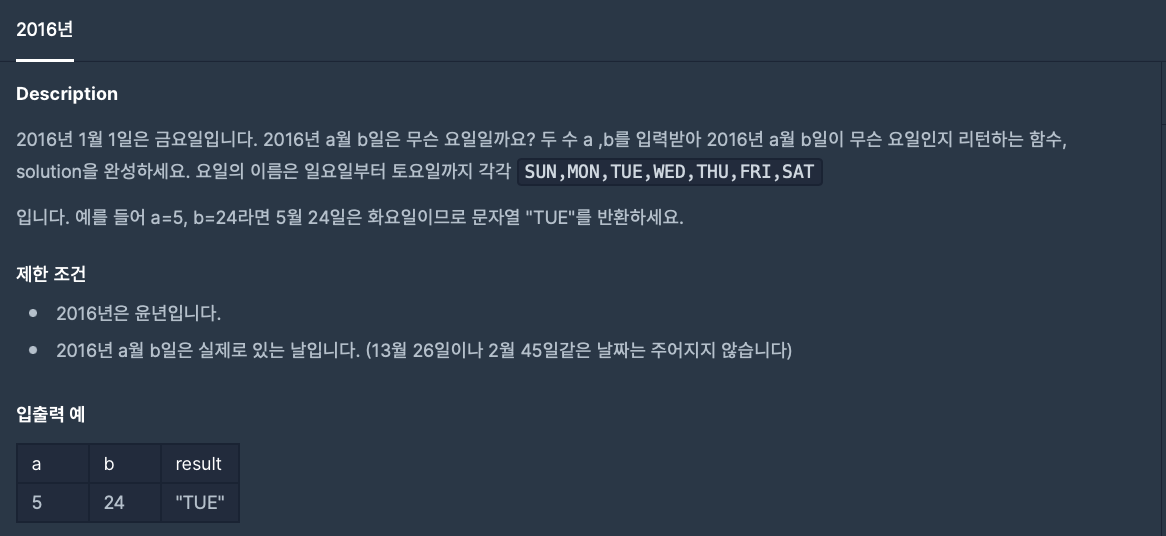 2016년
Description
2016년 1월 1일은 금요일입니다. 2016년 a월 b일은 무슨 요일일까요? 두 수 a ,b를 입력받아 2016년 a월 b일이 무슨 요일인지 리턴하는 함수,
solution을 완성하세요. 요일의 이름은 일요일부터 토요일까지 각각 SUN,MON,TUE,WED,THU,FRI,SAT
입니다. 예를 들어 a=5, b=24라면 5월 24일은 화요일이므로 문자열 "TUE"를 반환하세요.
제한 조건
● 2016년은 윤년입니다.
● 2016년 a월 b일은 실제로 있는 날입니다. (13월 26일이나 2월 45일같은 날짜는 주어지지 않습니다)
입출력 예
a b result
5 24 "TUE"